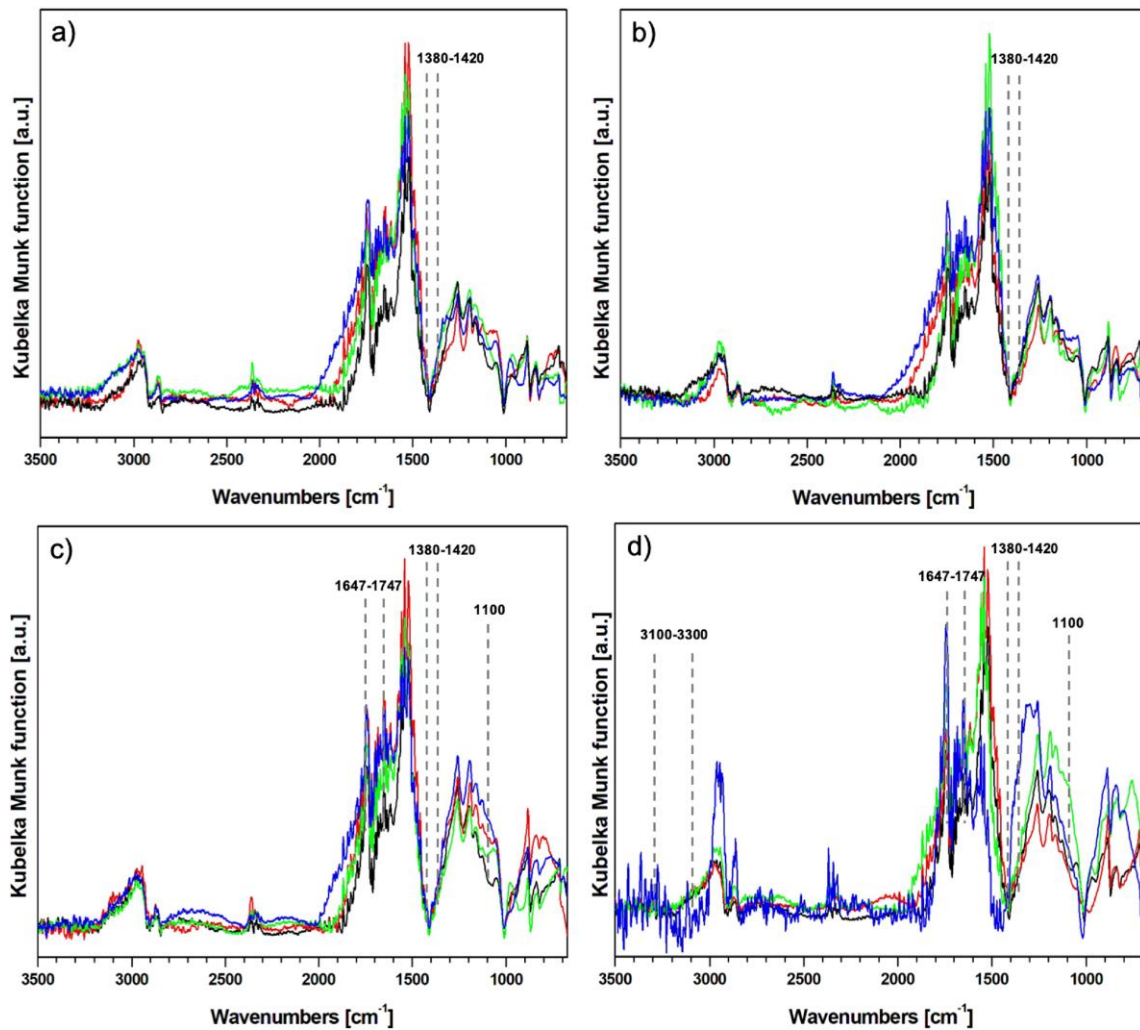 a)
1380-1420
Kubelka Munk function [a.u.]
3500 3000 2500 2000 1500 1000
Wavenumbers [cm-1]
b)
1380-1420
Kubelka Munk function [a.u.]
3500 3000 2500 2000 1500 1000
Wavenumbers [cm-1]
c)
1380-1420
1647-1747
1100
Kubelka Munk function [a.u.]
3500 3000 2500 2000 1500 1000
Wavenumbers [cm-1]
d)
1380-1420
1647-1747
1100
3100-3300
Kubelka Munk function [a.u.]
3500 3000 2500 2000 1500 1000
Wavenumbers [cm-1]